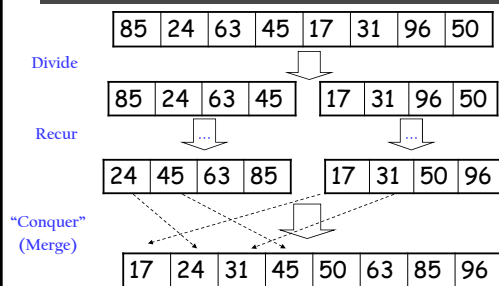 85 24 63 45 17 31 96 50
Divide
85 24 63 45 17 31 96 50
Recur ... ...
24 45 63 85 17 31 50 96
“Conquer”
(Merge)
17 24 31 45 50 63 85 96